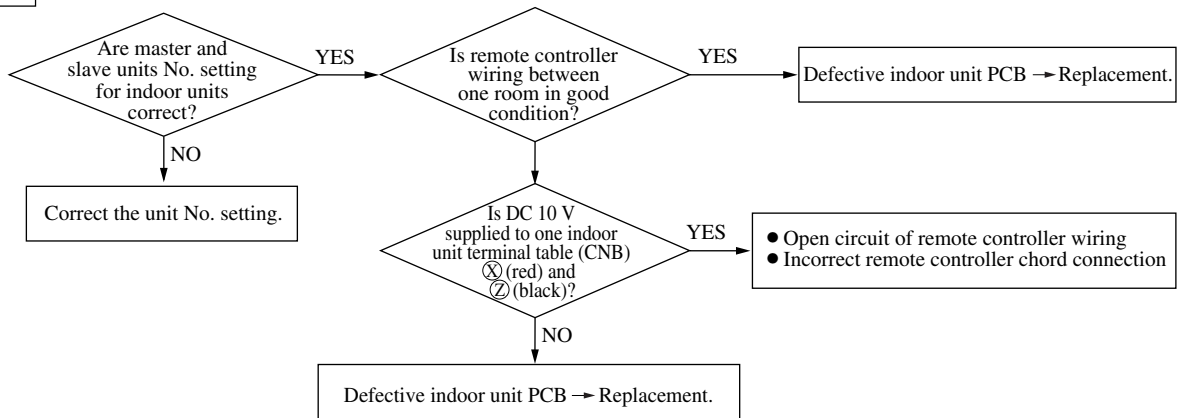 Are master and
slave units No. setting
for indoor units
correct?
YES
Is remote controller
wiring between
one room in good
condition?
YES
Defective indoor unit PCB → Replacement.
NO
Correct the unit No. setting.
Is DC 10 V
supplied to one indoor
unit terminal table (CNB)
Ⓧ (red) and
Ⓩ (black)?
YES
● Open circuit of remote controller wiring
● Incorrect remote controller chord connection
NO
Defective indoor unit PCB → Replacement.